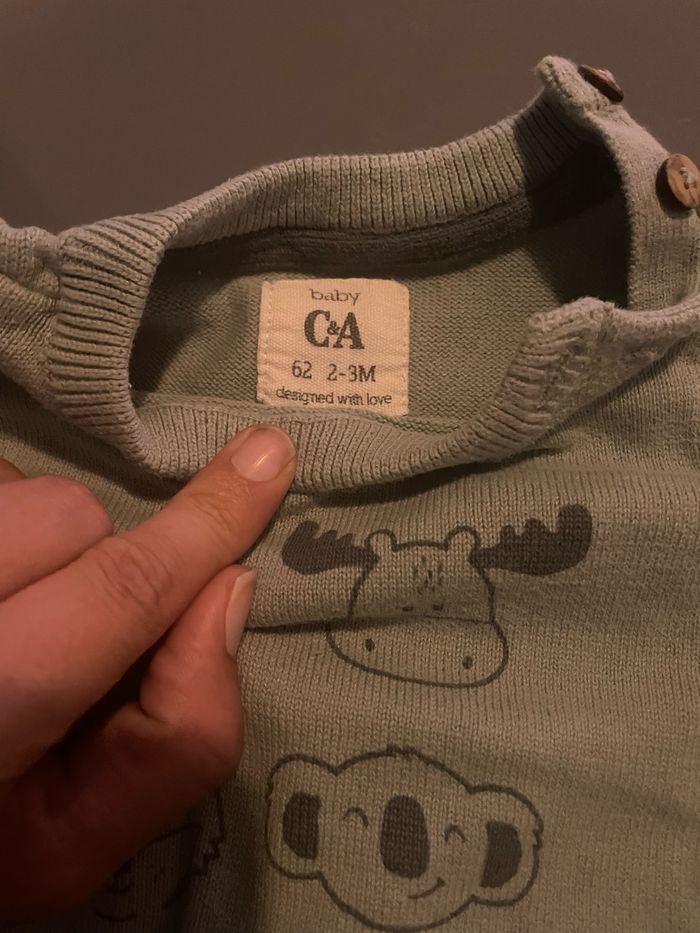 baby
C&A
62 2-3M
designed with love